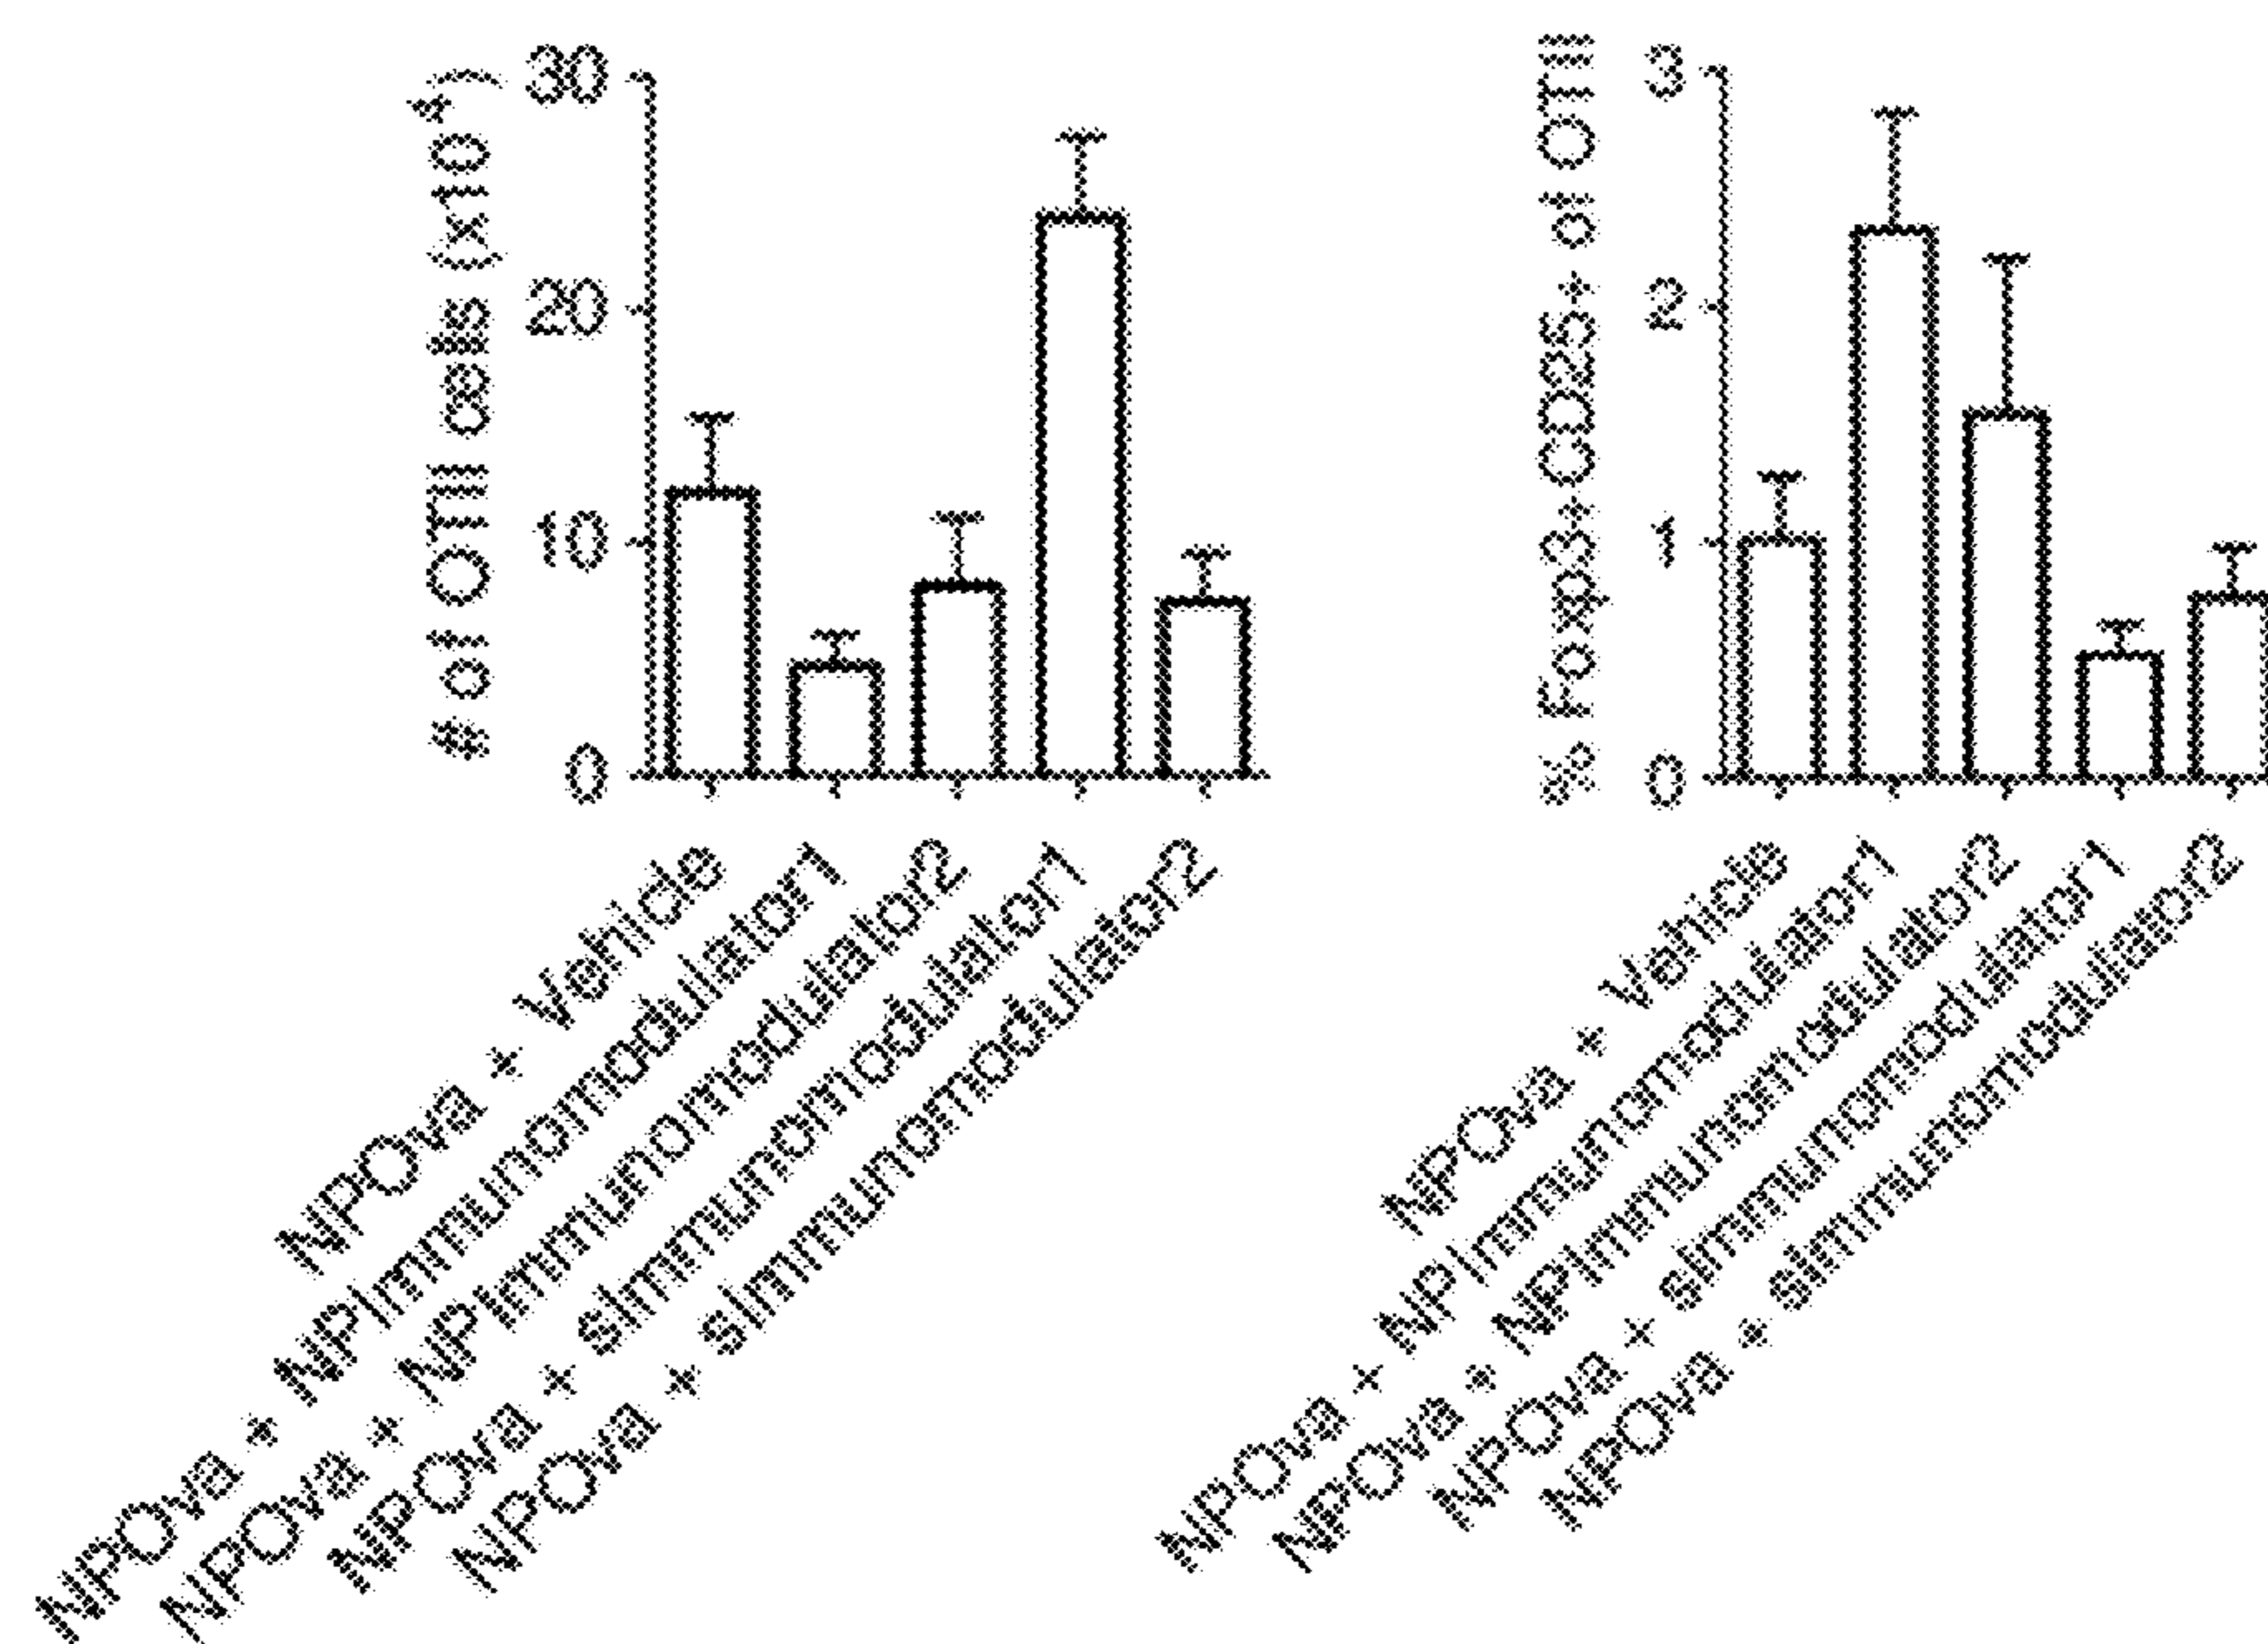 # of OTII cells (x10⁴)
30
20
10
0
NPOva + Vehicle
NPOva + NPImmunomodulator1
NPOva + NPImmunomodulator2
NPOva + sImmunomodulator1
NPOva + sImmunomodulator2
% Foxp3+CD25+ of OTII
3
2
1
0
NPOva + Vehicle
NPOva + NPImmunomodulator1
NPOva + NPImmunomodulator2
NPOva + sImmunomodulator1
NPOva + sImmunomodulator2